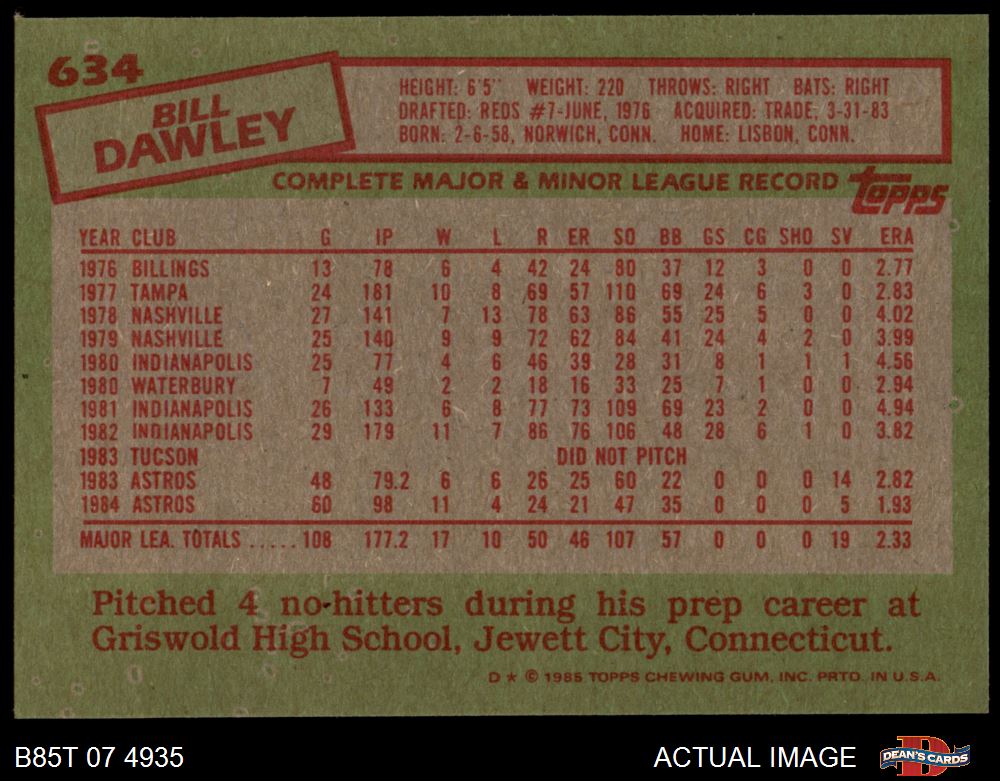 634
BILL
DAWLEY
HEIGHT: 6'5" WEIGHT: 220 THROWS: RIGHT BATS: RIGHT
DRAFTED: REDS #7-JUNE, 1976 ACQUIRED: TRADE, 3-31-83
BORN: 2-6-58, NORWICH, CONN. HOME: LISBON, CONN.
COMPLETE MAJOR & MINOR LEAGUE RECORD topps
YEAR CLUB G IP W L R ER SO BB GS CG SHO SV ERA
1976 BILLINGS 13 78 6 4 42 24 80 37 12 3 0 0 2.77
1977 TAMPA 24 181 10 8 69 57 110 69 24 6 3 0 2.83
1978 NASHVILLE 27 141 7 13 78 63 86 55 25 5 0 0 4.02
1979 NASHVILLE 25 140 9 9 72 62 84 41 24 4 2 0 3.99
1980 INDIANAPOLIS 25 77 4 6 46 39 28 31 8 1 1 1 4.56
1980 WATERBURY 7 49 2 2 18 16 33 25 7 1 0 0 2.94
1981 INDIANAPOLIS 26 133 6 8 77 73 109 69 23 2 0 0 4.94
1982 INDIANAPOLIS 29 179 11 7 86 76 106 48 28 6 1 0 3.82
1983 TUCSON DID NOT PITCH
1983 ASTROS 48 79.2 6 6 26 25 60 22 0 0 0 14 2.82
1984 ASTROS 60 98 11 4 24 21 47 35 0 0 0 5 1.93
MAJOR LEA. TOTALS ..... 108 177.2 17 10 50 46 107 57 0 0 0 19 2.33
Pitched 4 no-hitters during his prep career at
Griswold High School, Jewett City, Connecticut.
D ★ © 1985 TOPPS CHEWING GUM, INC. PRTD. IN U.S.A.
B85T 07 4935 ACTUAL IMAGE D DEAN'S CARDS